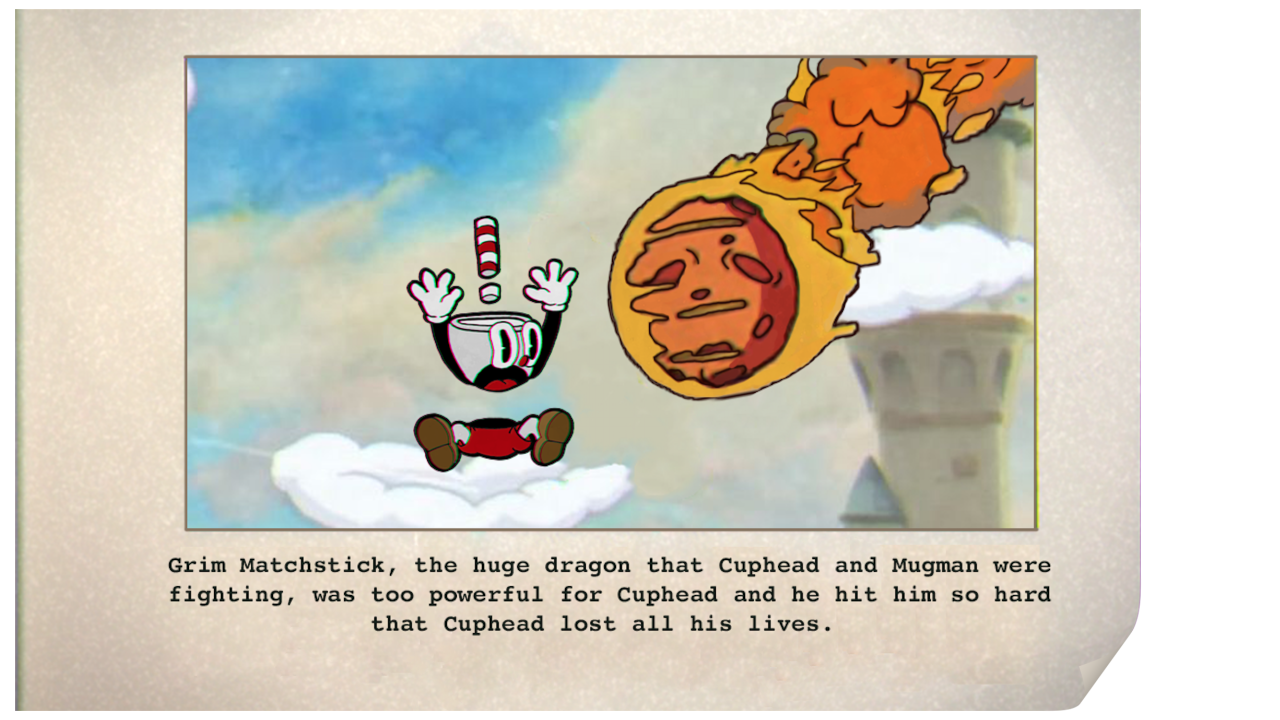 Grim Matchstick, the huge dragon that Cuphead and Mugman were
fighting, was too powerful for Cuphead and he hit him so hard
that Cuphead lost all his lives.